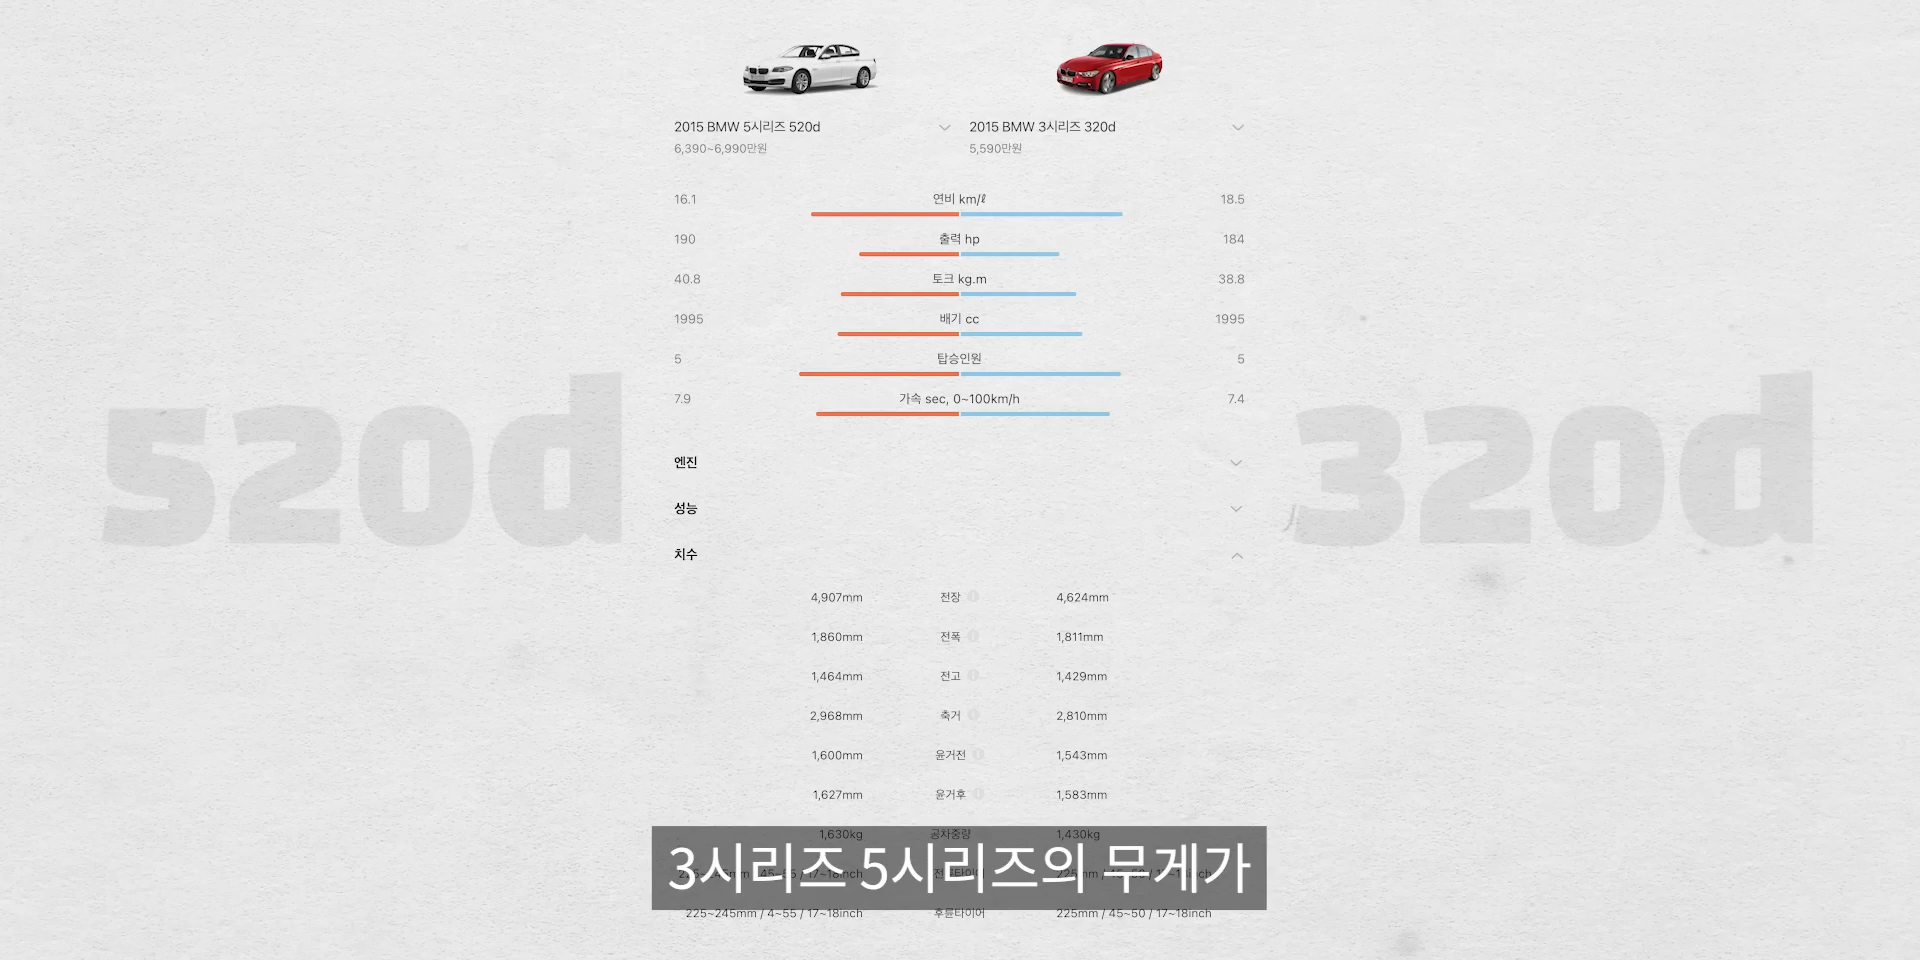 2015 BMW 5시리즈 520d
6,390~6,990만원
2015 BMW 3시리즈 320d
5,590만원
16.1 연비 km/ℓ 18.5
190 출력 hp 184
40.8 토크 kg.m 38.8
1995 배기 cc 1995
5 탑승인원 5
7.9 가속 sec, 0~100km/h 7.4
520d
320d
엔진
성능
치수
4,907mm 전장 4,624mm
1,860mm 전폭 1,811mm
1,464mm 전고 1,429mm
2,968mm 축거 2,810mm
1,600mm 윤거전 1,543mm
1,627mm 윤거후 1,583mm
1,630kg 공차중량 1,430kg
3시리즈 5시리즈의 무게가
225~245mm / 4~55 / 17~18inch 후륜타이어 225mm / 45~50 / 17~18inch